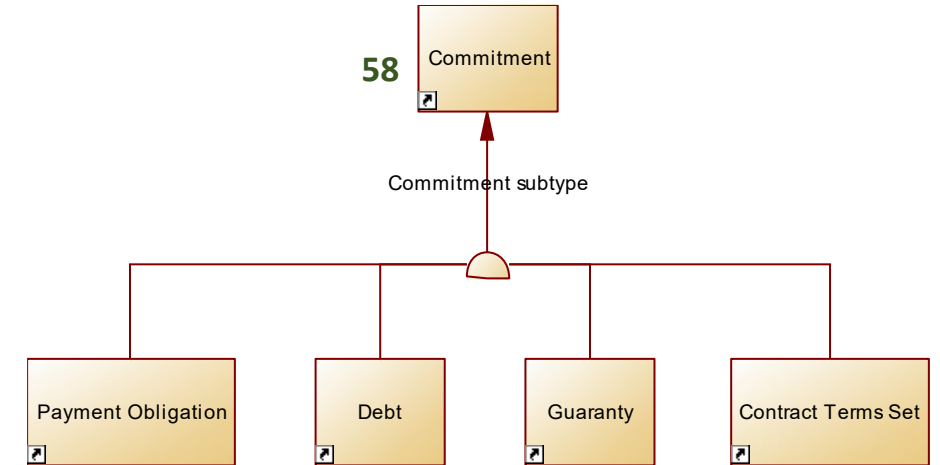 Commitment
58
Commitment subtype
Payment Obligation
Debt
Guaranty
Contract Terms Set